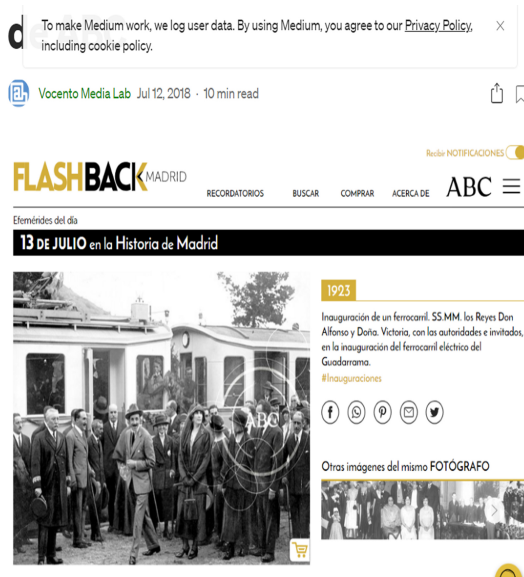 To make Medium work, we log user data. By using Medium, you agree to our Privacy Policy,
including cookie policy.
Vocento Media Lab Jul 12, 2018 · 10 min read
Recibir NOTIFICACIONES
FLASHBACK MADRID
RECORDATORIOS BUSCAR COMPRAR ACERCA DE ABC
Efemérides del día
13 DE JULIO en la Historia de Madrid
1923
Inauguración de un ferrocarril. SS.MM. los Reyes Don
Alfonso y Doña. Victoria, con las autoridades e invitados,
en la inauguración del ferrocarril eléctrico del
Guadarrama.
#Inauguraciones
ABC
Otras imágenes del mismo FOTÓGRAFO